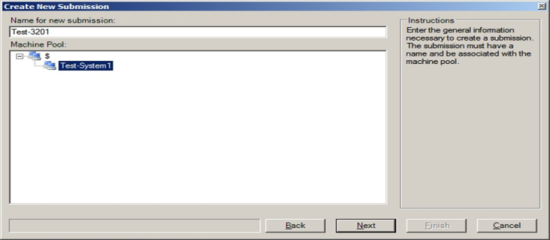 Create New Submission
Name for new submission:
Test-3201
Machine Pool:
$
Test-System1
Instructions
Enter the general information
necessary to create a submission.
The submission must have a
name and be associated with the
machine pool.
Back
Next
Finish
Cancel